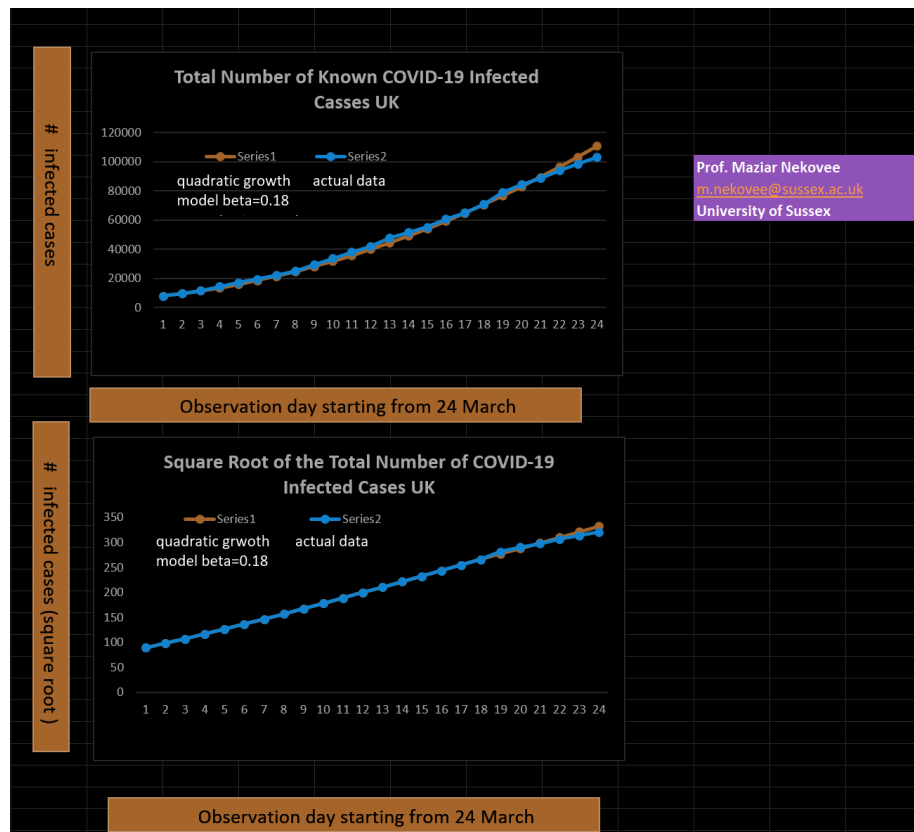 # infected cases
Total Number of Known COVID-19 Infected
Casses UK
120000
100000
80000
60000
40000
20000
0
Series1 Series2
quadratic growth actual data
model beta=0.18
1 2 3 4 5 6 7 8 9 10 11 12 13 14 15 16 17 18 19 20 21 22 23 24
Prof. Maziar Nekovee
m.nekovee@sussex.ac.uk
University of Sussex
Observation day starting from 24 March
# infected cases (square root )
Square Root of the Total Number of COVID-19
Infected Cases UK
350
300
250
200
150
100
50
0
Series1 Series2
quadratic grwoth actual data
model beta=0.18
1 2 3 4 5 6 7 8 9 10 11 12 13 14 15 16 17 18 19 20 21 22 23 24
Observation day starting from 24 March